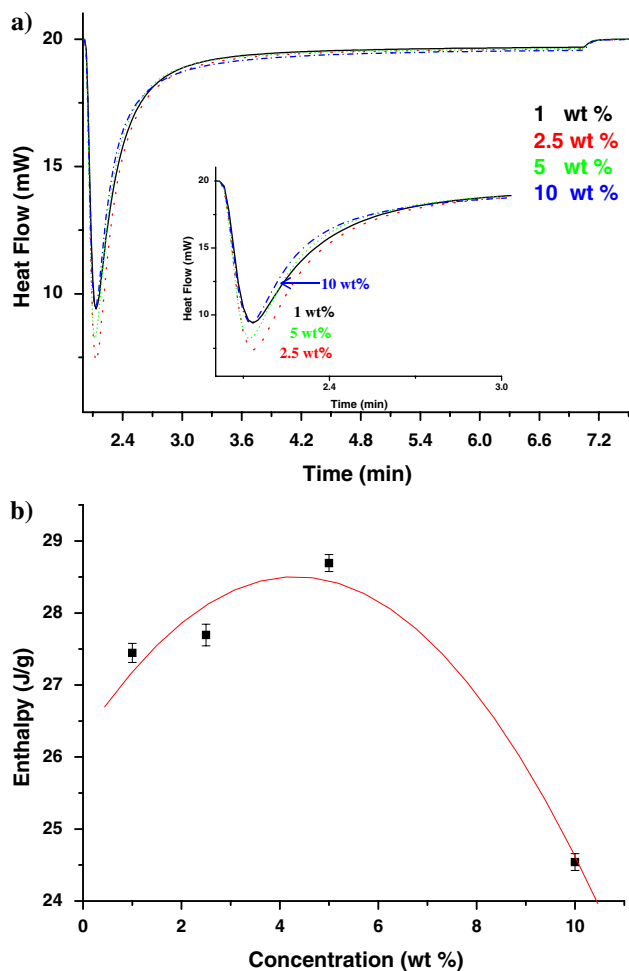 a)
20
15
10
Heat Flow (mW)
2.4 3.0 3.6 4.2 4.8 5.4 6.0 6.6 7.2
Time (min)
1 wt %
2.5 wt %
5 wt %
10 wt %
20
15
10
Heat Flow (mW)
10 wt%
1 wt%
5 wt%
2.5 wt%
2.4 3.0
Time (min)
b)
29
28
27
26
25
24
Enthalpy (J/g)
0 2 4 6 8 10
Concentration (wt %)